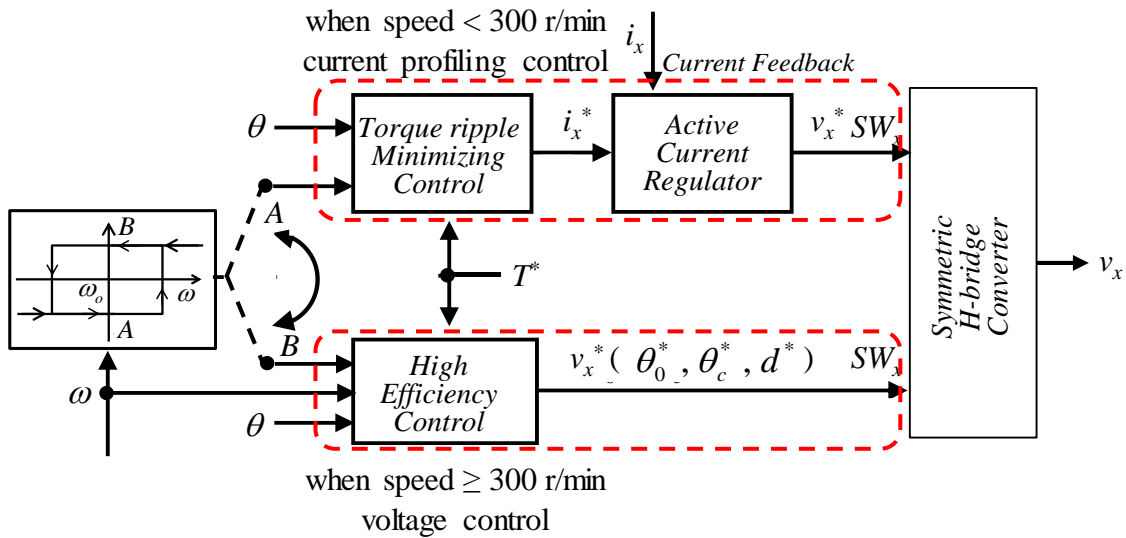 when speed < 300 r/min
current profiling control
i_x
Current Feedback
θ
Torque ripple
Minimizing
Control
i_x^*
Active
Current
Regulator
v_x^* SW_x
A
B
ω_o
ω
A
T^*
Symmetric
H-bridge
Converter
v_x
B
ω
θ
High
Efficiency
Control
v_x^*( θ_0^*, θ_c^*, d^* ) SW_x
when speed ≥ 300 r/min
voltage control